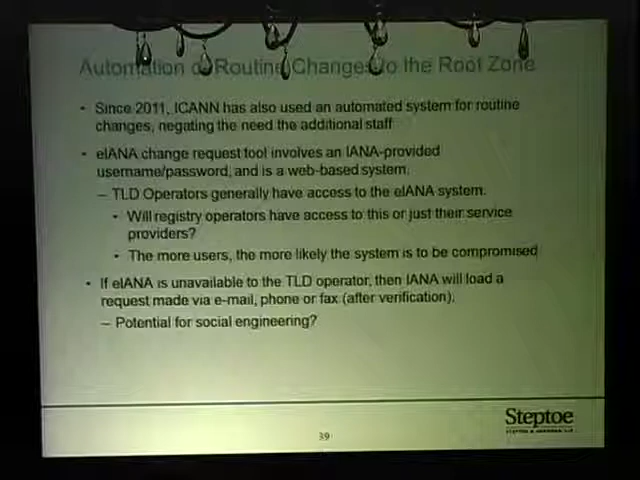 Automation of Routine Changes to the Root Zone
• Since 2011, ICANN has also used an automated system for routine
changes, negating the need the additional staff
• eIANA change request tool involves an IANA-provided
username/password, and is a web-based system.
– TLD Operators generally have access to the eIANA system.
• Will registry operators have access to this or just their service
providers?
• The more users, the more likely the system is to be compromised
• If eIANA is unavailable to the TLD operator, then IANA will load a
request made via e-mail, phone or fax (after verification).
– Potential for social engineering?
Steptoe
STEPTOE & JOHNSON LLP
39